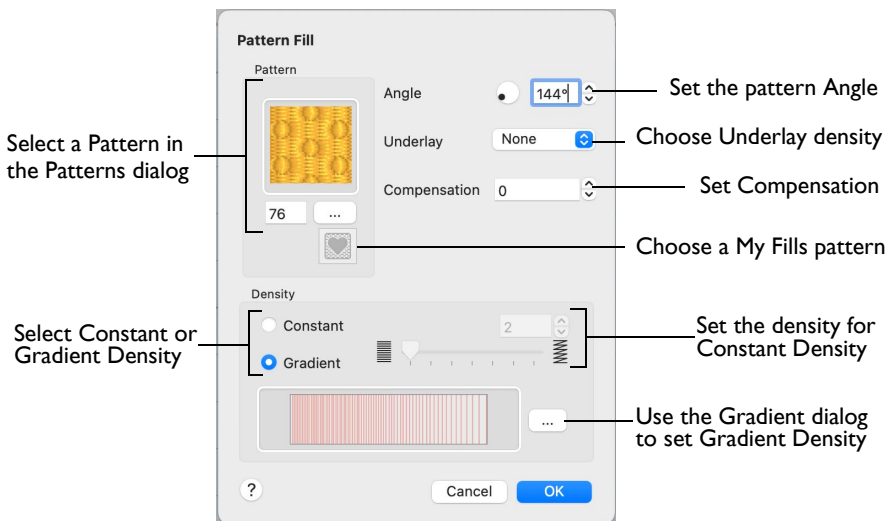 Pattern Fill
Pattern
Angle
144°
Set the pattern Angle
Select a Pattern in
the Patterns dialog
Underlay
None
Choose Underlay density
Compensation
0
Set Compensation
76
...
Choose a My Fills pattern
Density
Select Constant or
Gradient Density
Constant
2
Gradient
Set the density for
Constant Density
...
Use the Gradient dialog
to set Gradient Density
?
Cancel
OK